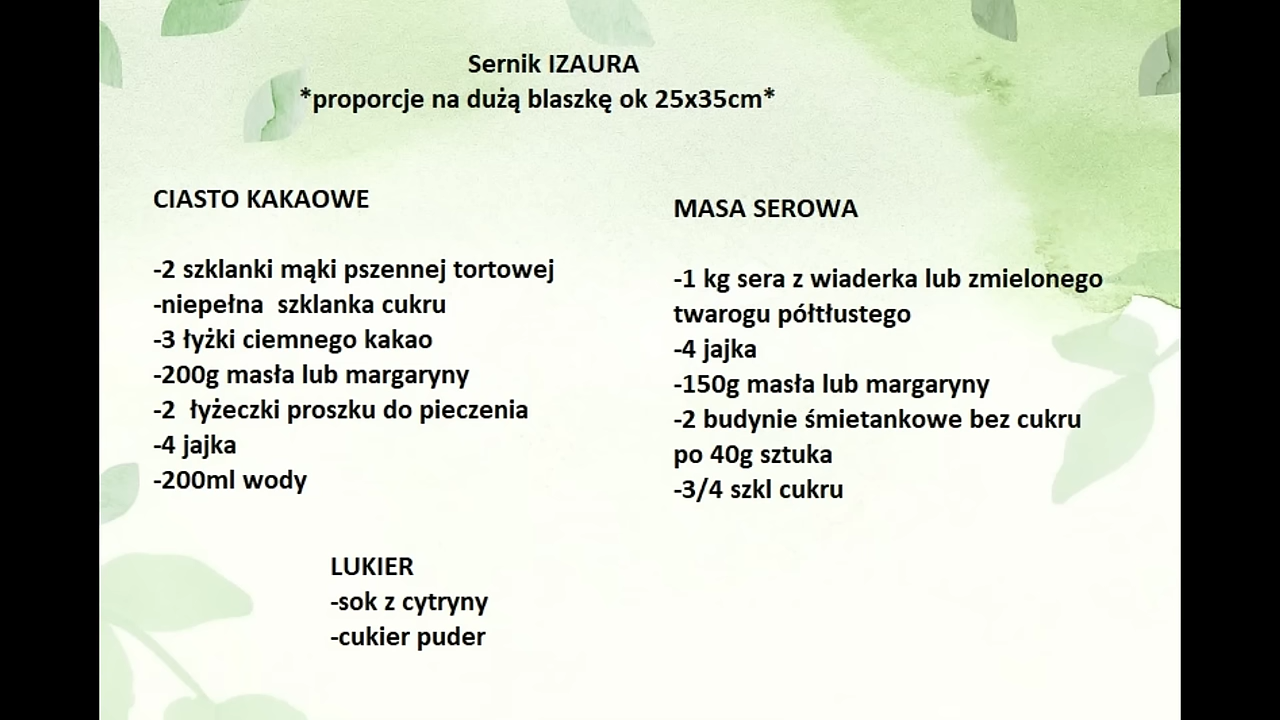 Sernik IZAURA
*proporcje na dużą blaszkę ok 25x35cm*
CIASTO KAKAOWE
-2 szklanki mąki pszennej tortowej
-niepełna  szklanka cukru
-3 łyżki ciemnego kakao
-200g masła lub margaryny
-2  łyżeczki proszku do pieczenia
-4 jajka
-200ml wody
MASA SEROWA
-1 kg sera z wiaderka lub zmielonego
twarogu półtłustego
-4 jajka
-150g masła lub margaryny
-2 budynie śmietankowe bez cukru
po 40g sztuka
-3/4 szkl cukru
LUKIER
-sok z cytryny
-cukier puder